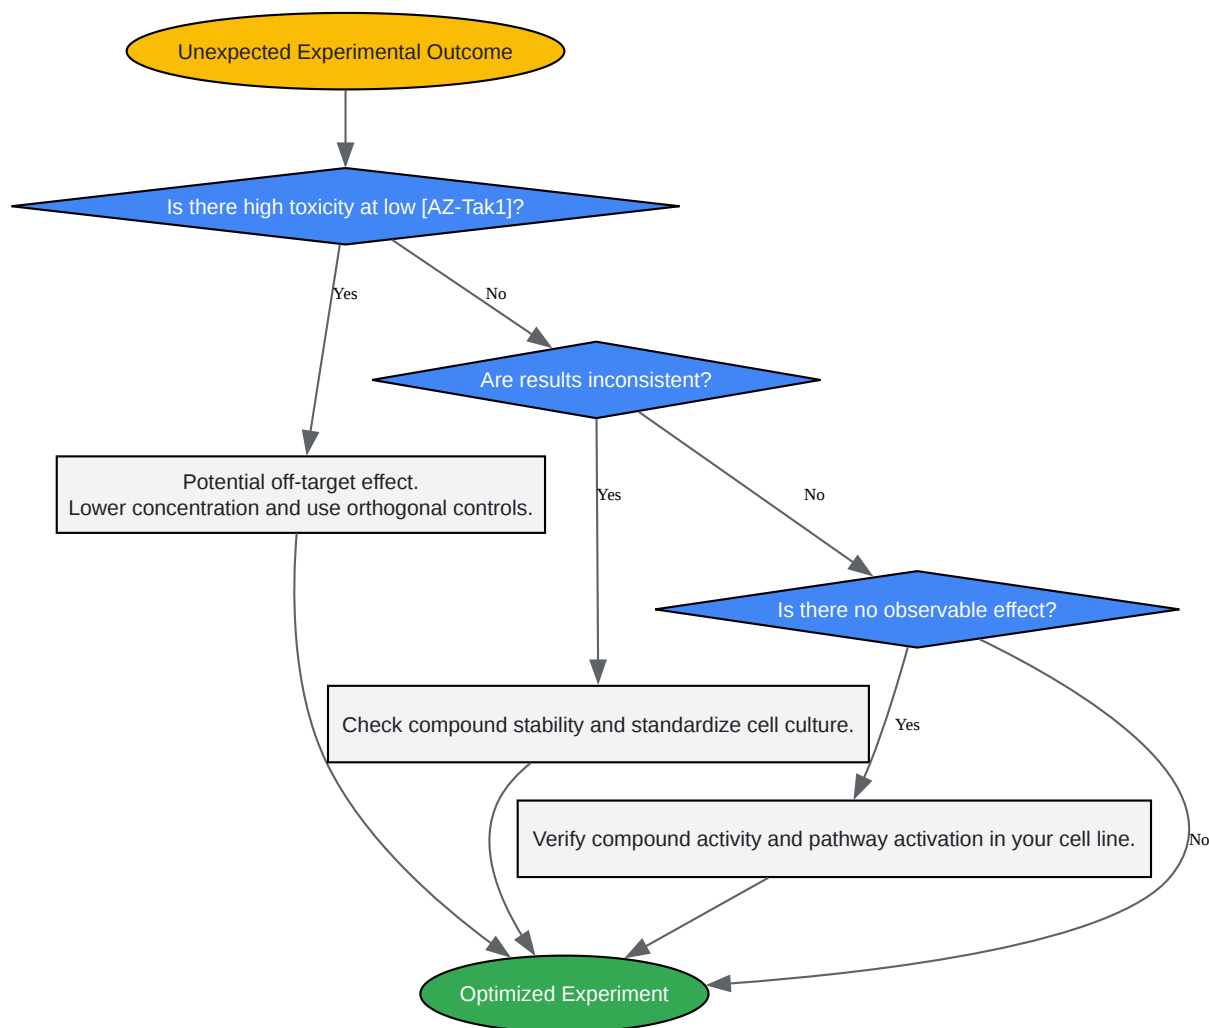 Unexpected Experimental Outcome
Is there high toxicity at low [AZ-Tak1]?
Yes
No
Are results inconsistent?
Potential off-target effect.
Lower concentration and use orthogonal controls.
Yes
No
Is there no observable effect?
Check compound stability and standardize cell culture.
Yes
Verify compound activity and pathway activation in your cell line.
No
Optimized Experiment